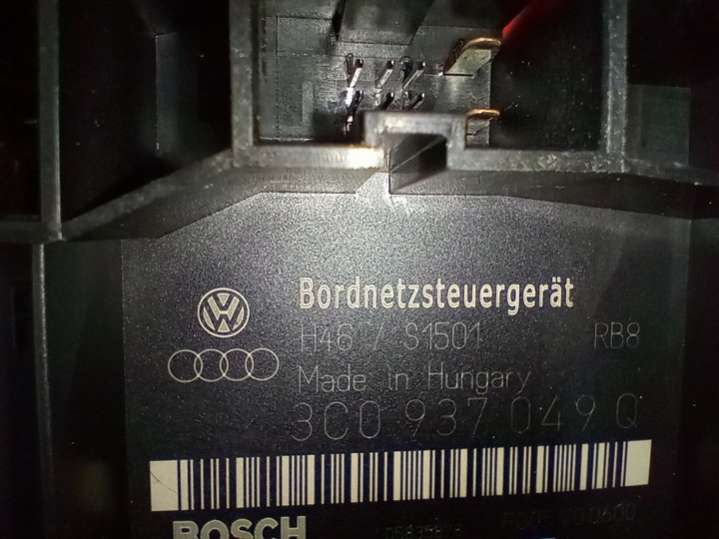 Bordnetzsteuergerät
H46 / S1501 RB8
Made in Hungary
3C0 937 049 Q
BOSCH